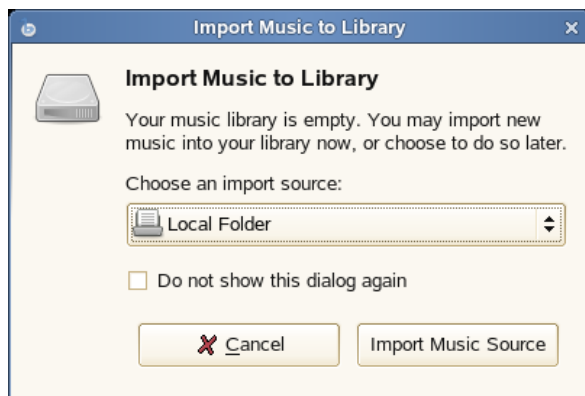 Import Music to Library
Import Music to Library
Your music library is empty. You may import new
music into your library now, or choose to do so later.
Choose an import source:
Local Folder
Do not show this dialog again
Cancel
Import Music Source